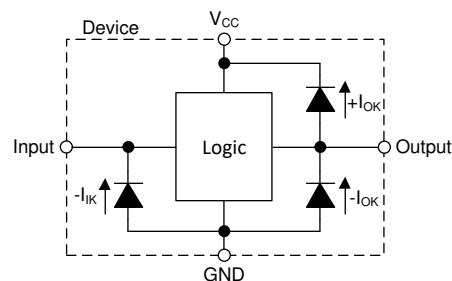 Device
VCC
+IOK
Input
Logic
Output
-IIK
-IOK
GND